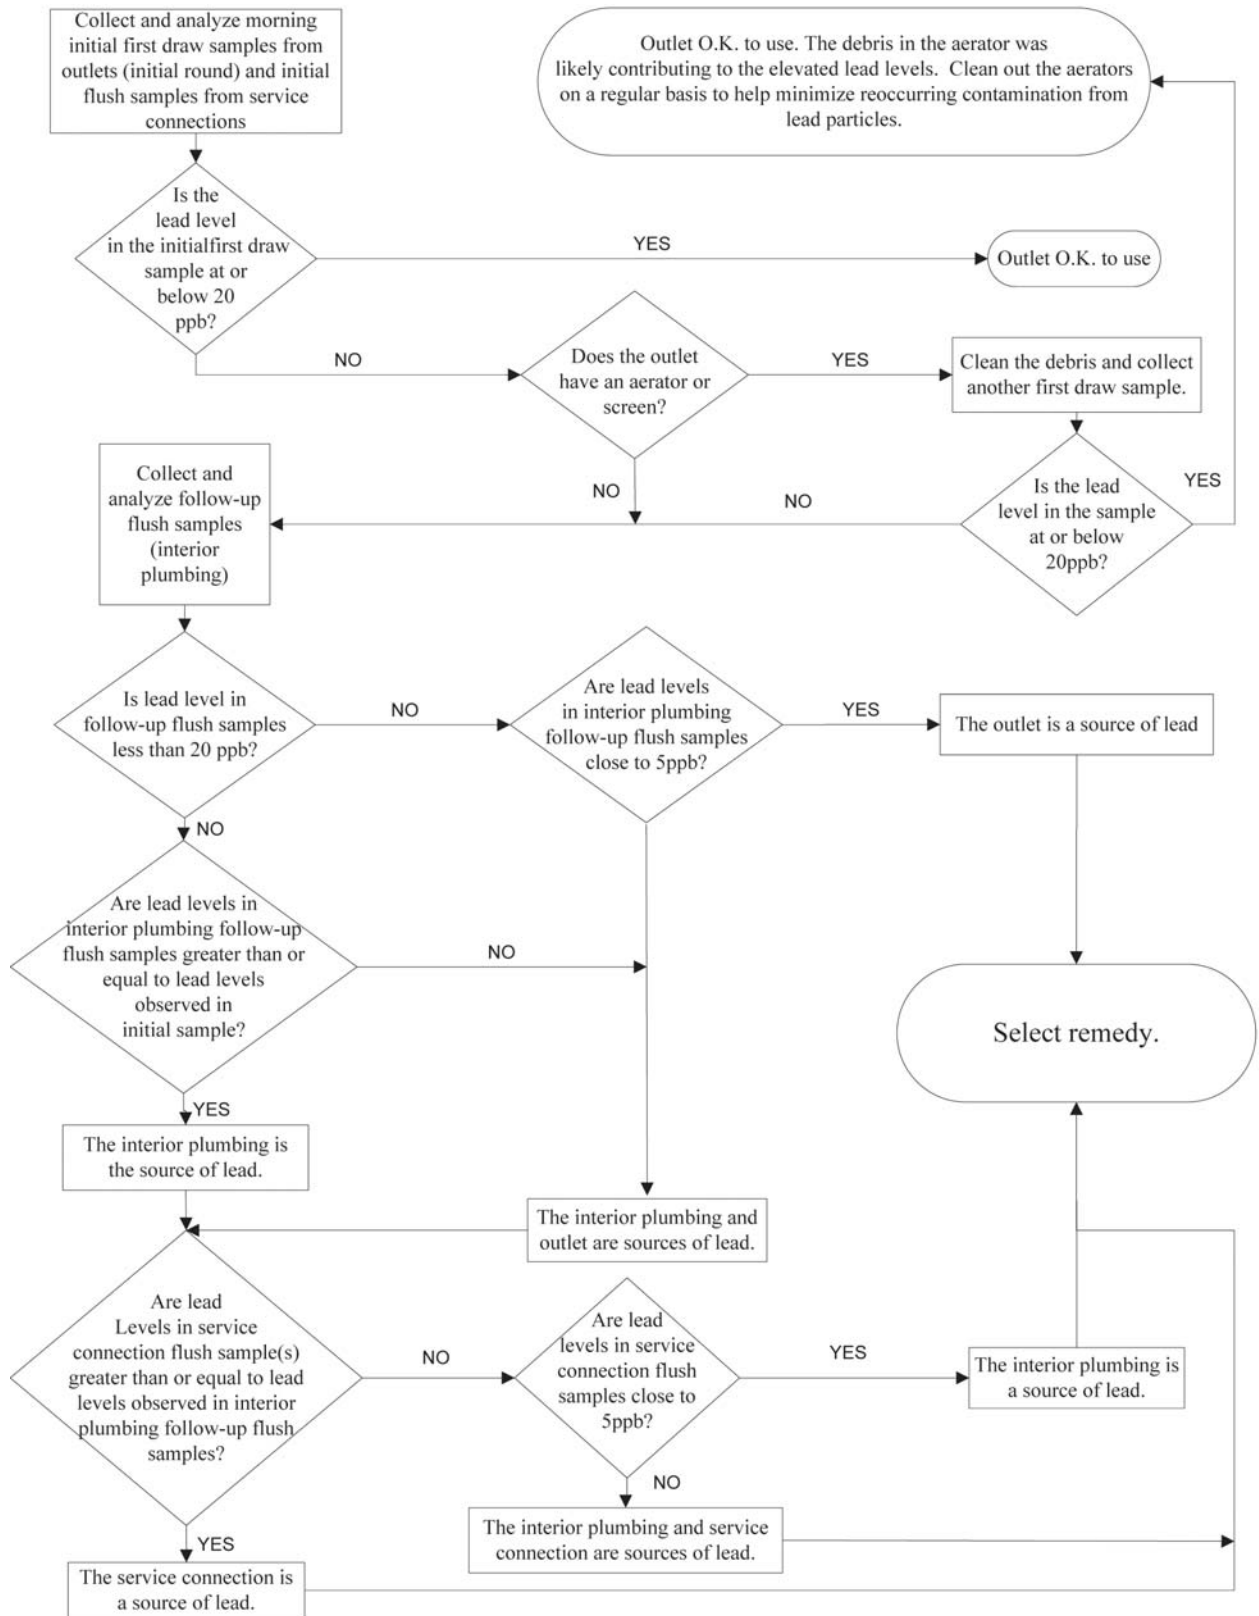 Collect and analyze morning
initial first draw samples from
outlets (initial round) and initial
flush samples from service
connections
Outlet O.K. to use. The debris in the aerator was
likely contributing to the elevated lead levels. Clean out the aerators
on a regular basis to help minimize reoccurring contamination from
lead particles.
Is the
lead level
in the initialfirst draw
sample at or
below 20
ppb?
YES
Outlet O.K. to use
NO
Does the outlet
have an aerator or
screen?
YES
Clean the debris and collect
another first draw sample.
NO
Is the lead
level in the sample
at or below
20ppb?
YES
NO
Collect and
analyze follow-up
flush samples
(interior
plumbing)
Is lead level in
follow-up flush samples
less than 20 ppb?
NO
Are lead levels
in interior plumbing
follow-up flush samples
close to 5ppb?
YES
The outlet is a source of lead
NO
Are lead levels in
interior plumbing follow-up
flush samples greater than or
equal to lead levels
observed in
initial sample?
NO
Select remedy.
YES
The interior plumbing is
the source of lead.
The interior plumbing and
outlet are sources of lead.
Are lead
Levels in service
connection flush sample(s)
greater than or equal to lead
levels observed in interior
plumbing follow-up flush
samples?
NO
Are lead
levels in service
connection flush
samples close to
5ppb?
YES
The interior plumbing is
a source of lead.
NO
The interior plumbing and service
connection are sources of lead.
YES
The service connection is
a source of lead.